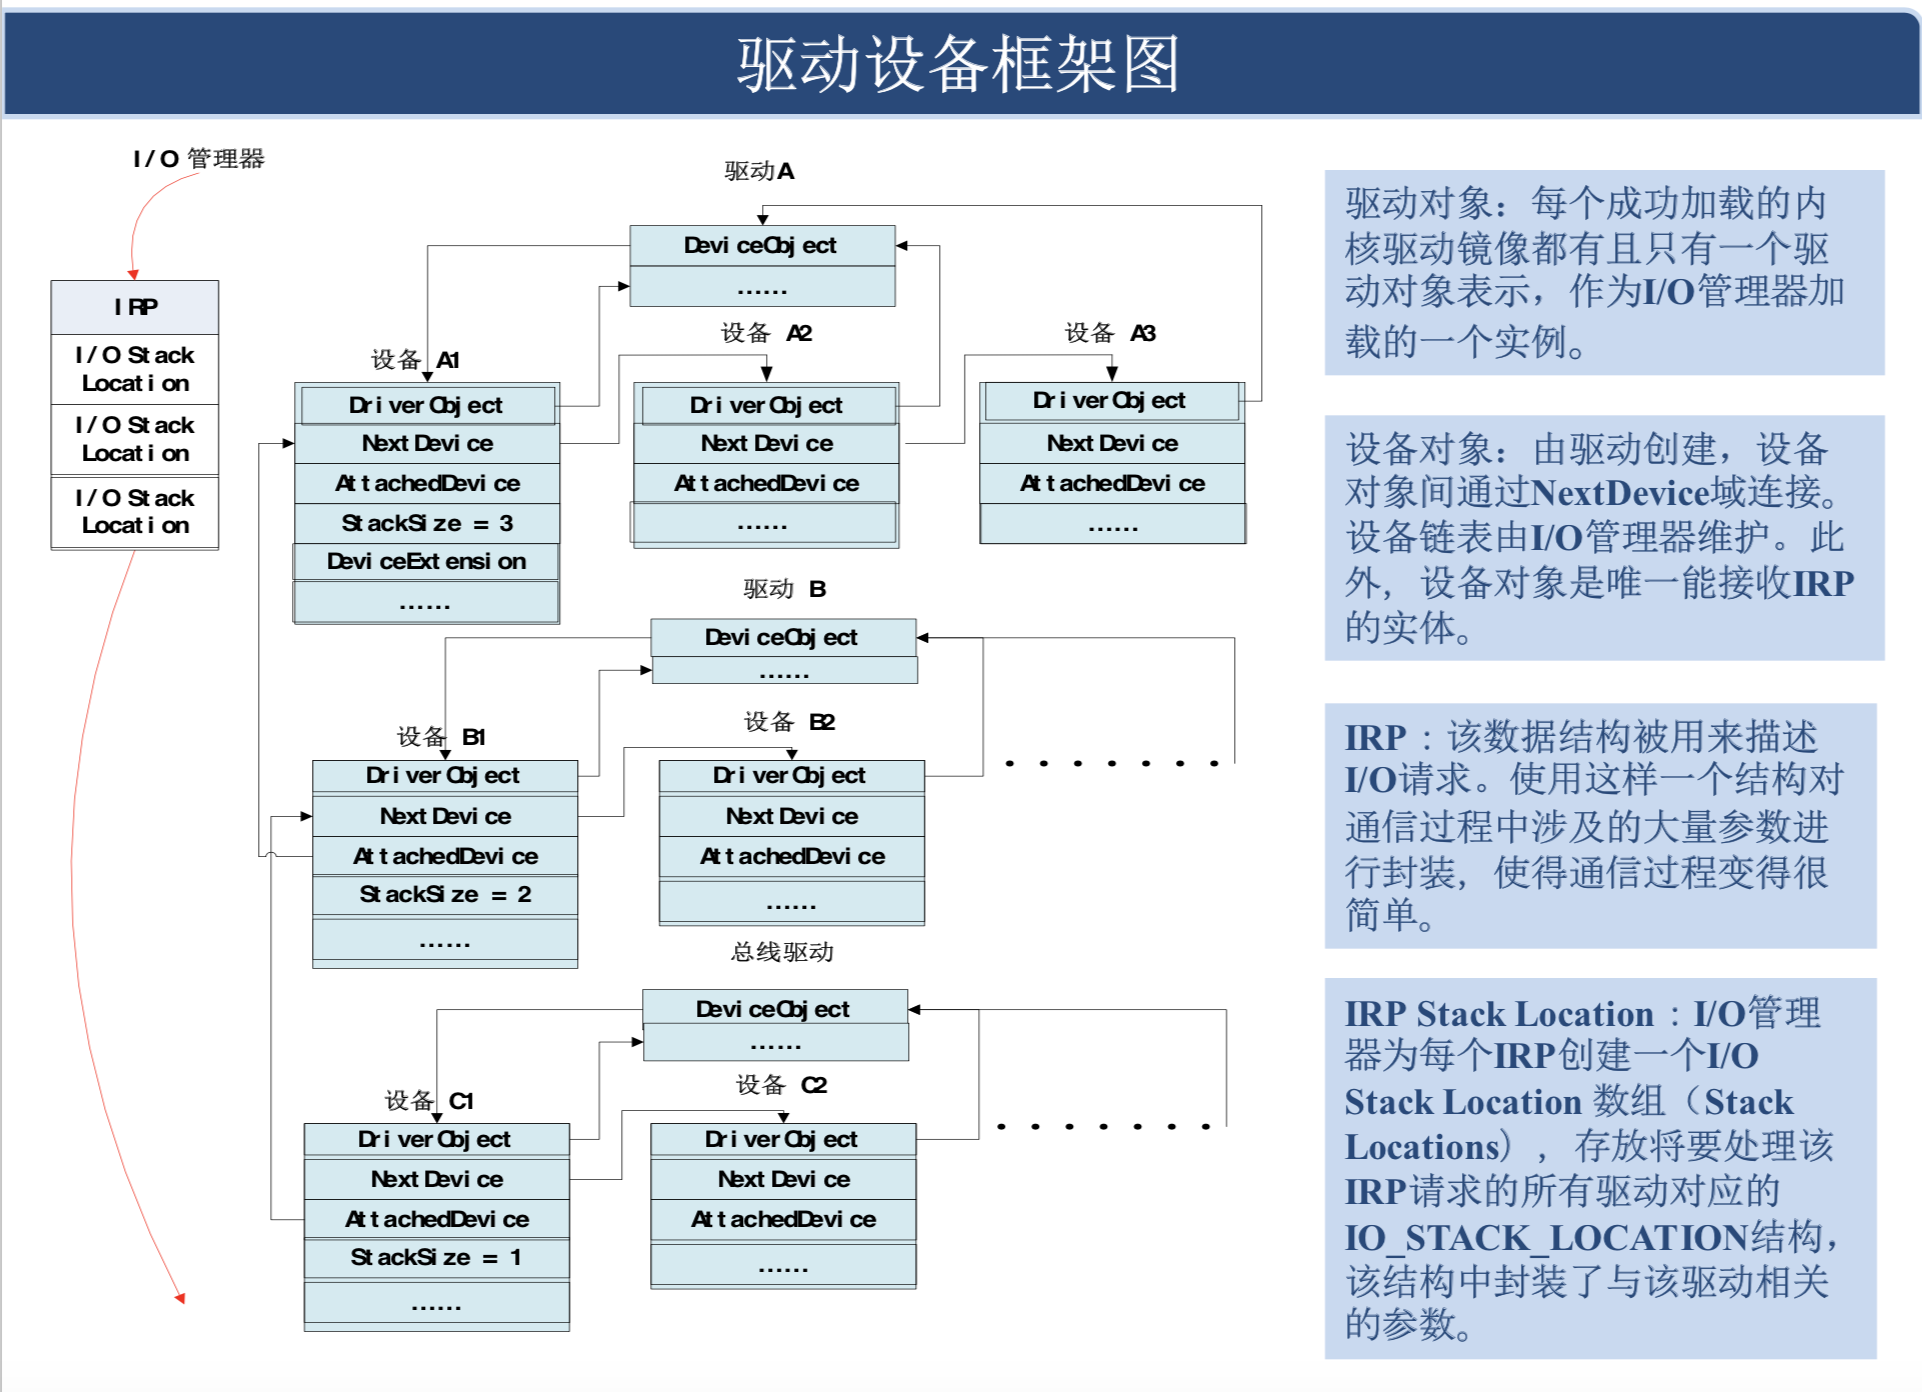 驱动设备框架图
I/O 管理器
IRP
I/O Stack
Location
I/O Stack
Location
I/O Stack
Location
驱动A
DeviceObject
......
设备 A1
DriverObject
NextDevice
AttachedDevice
StackSize = 3
DeviceExtension
......
设备 A2
DriverObject
NextDevice
AttachedDevice
......
设备 A3
DriverObject
NextDevice
AttachedDevice
......
驱动 B
DeviceObject
......
设备 B1
DriverObject
NextDevice
AttachedDevice
StackSize = 2
......
设备 B2
DriverObject
NextDevice
AttachedDevice
......
总线驱动
DeviceObject
......
设备 C1
DriverObject
NextDevice
AttachedDevice
StackSize = 1
......
设备 C2
DriverObject
NextDevice
AttachedDevice
......
驱动对象：每个成功加载的内
核驱动镜像都有且只有一个驱
动对象表示，作为I/O管理器加
载的一个实例。
设备对象：由驱动创建，设备
对象间通过NextDevice域连接。
设备链表由I/O管理器维护。此
外，设备对象是唯一能接收IRP
的实体。
IRP：该数据结构被用来描述
I/O请求。使用这样一个结构对
通信过程中涉及的大量参数进
行封装，使得通信过程变得很
简单。
IRP Stack Location：I/O管理
器为每个IRP创建一个I/O
Stack Location 数组（Stack
Locations），存放将要处理该
IRP请求的所有驱动对应的
IO_STACK_LOCATION结构，
该结构中封装了与该驱动相关
的参数。